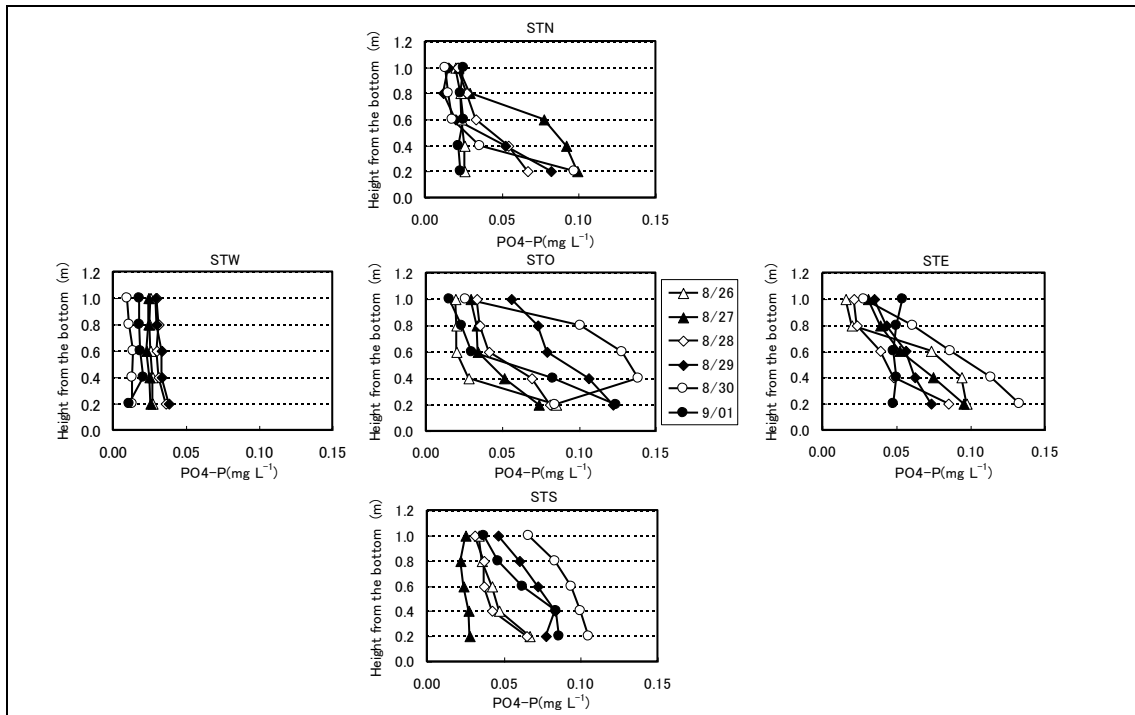 STN
Height from the bottom (m)
1.2
1.0
0.8
0.6
0.4
0.2
0.0
0.00 0.05 0.10 0.15
PO4-P(mg L⁻¹)
STW
Height from the bottom (m)
1.2
1.0
0.8
0.6
0.4
0.2
0.0
0.00 0.05 0.10 0.15
PO4-P(mg L⁻¹)
STO
Height from the bottom (m)
1.2
1.0
0.8
0.6
0.4
0.2
0.0
0.00 0.05 0.10 0.15
PO4-P(mg L⁻¹)
8/26
8/27
8/28
8/29
8/30
9/01
STE
Height from the bottom (m)
1.2
1.0
0.8
0.6
0.4
0.2
0.0
0.00 0.05 0.10 0.15
PO4-P(mg L⁻¹)
STS
Height from the bottom (m)
1.2
1.0
0.8
0.6
0.4
0.2
0.0
0.00 0.05 0.10 0.15
PO4-P(mg L⁻¹)